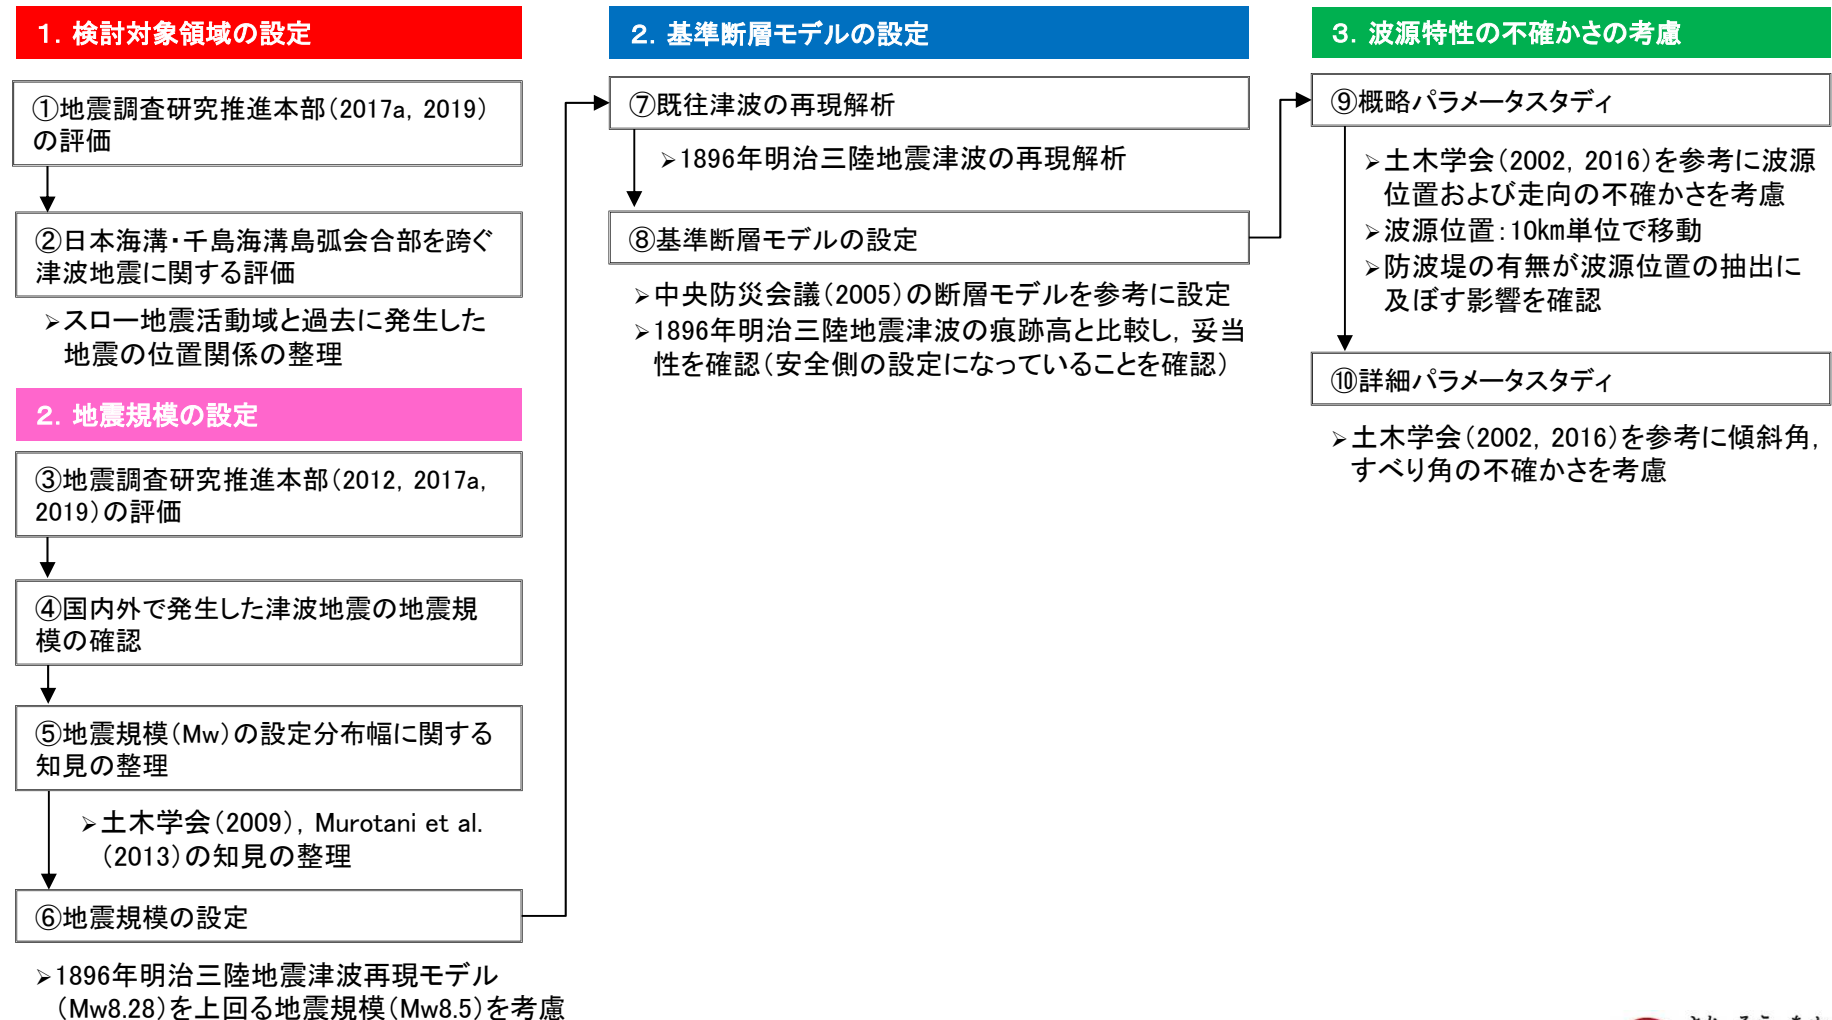 1．検討対象領域の設定
①地震調査研究推進本部（2017a，2019）
の評価
②日本海溝・千島海溝島弧会合部を跨ぐ
津波地震に関する評価
➢スロー地震活動域と過去に発生した
地震の位置関係の整理
2．地震規模の設定
③地震調査研究推進本部（2012，2017a，
2019）の評価
④国内外で発生した津波地震の地震規
模の確認
⑤地震規模（Mw）の設定分布幅に関する
知見の整理
➢土木学会（2009），Murotani et al.
（2013）の知見の整理
⑥地震規模の設定
➢1896年明治三陸地震津波再現モデル
（Mw8.28）を上回る地震規模（Mw8.5）を考慮
2．基準断層モデルの設定
⑦既往津波の再現解析
➢1896年明治三陸地震津波の再現解析
⑧基準断層モデルの設定
➢中央防災会議（2005）の断層モデルを参考に設定
➢1896年明治三陸地震津波の痕跡高と比較し，妥当
性を確認（安全側の設定になっていることを確認）
3．波源特性の不確かさの考慮
⑨概略パラメータスタディ
➢土木学会（2002，2016）を参考に波源
位置および走向の不確かさを考慮
➢波源位置：10km単位で移動
➢防波堤の有無が波源位置の抽出に
及ぼす影響を確認
⑩詳細パラメータスタディ
➢土木学会（2002，2016）を参考に傾斜角，
すべり角の不確かさを考慮